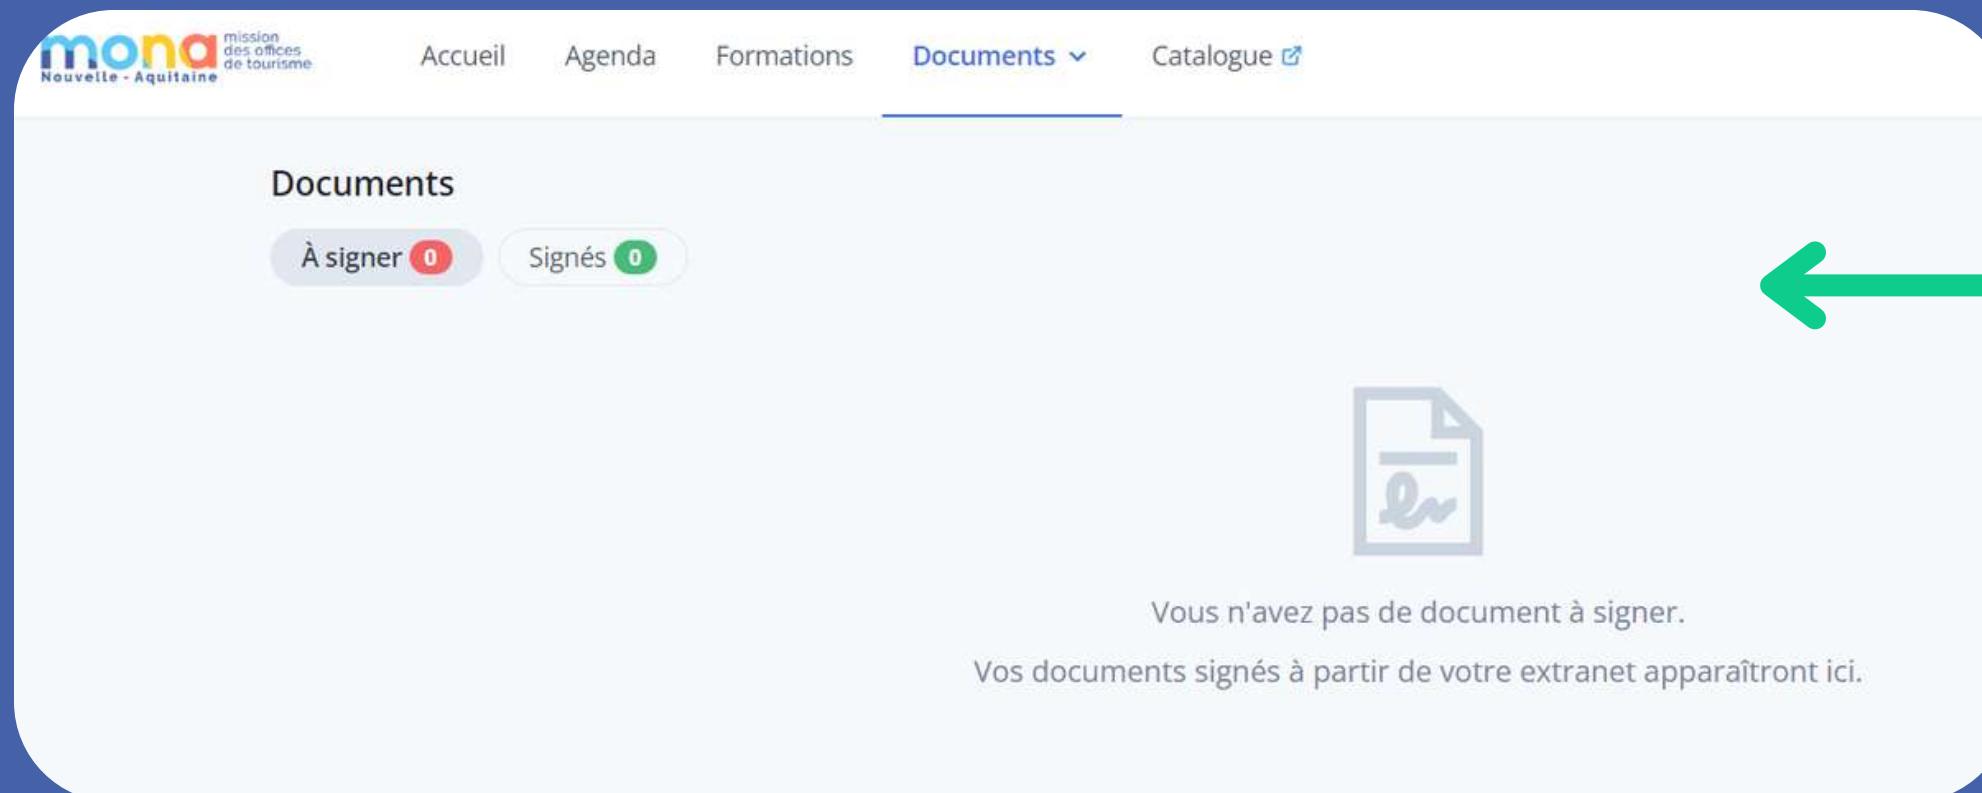 mona
mission
des offices
de tourisme
Nouvelle - Aquitaine
Accueil Agenda Formations Documents Catalogue
Documents
À signer 0 Signés 0
Vous n'avez pas de document à signer.
Vos documents signés à partir de votre extranet apparaîtront ici.